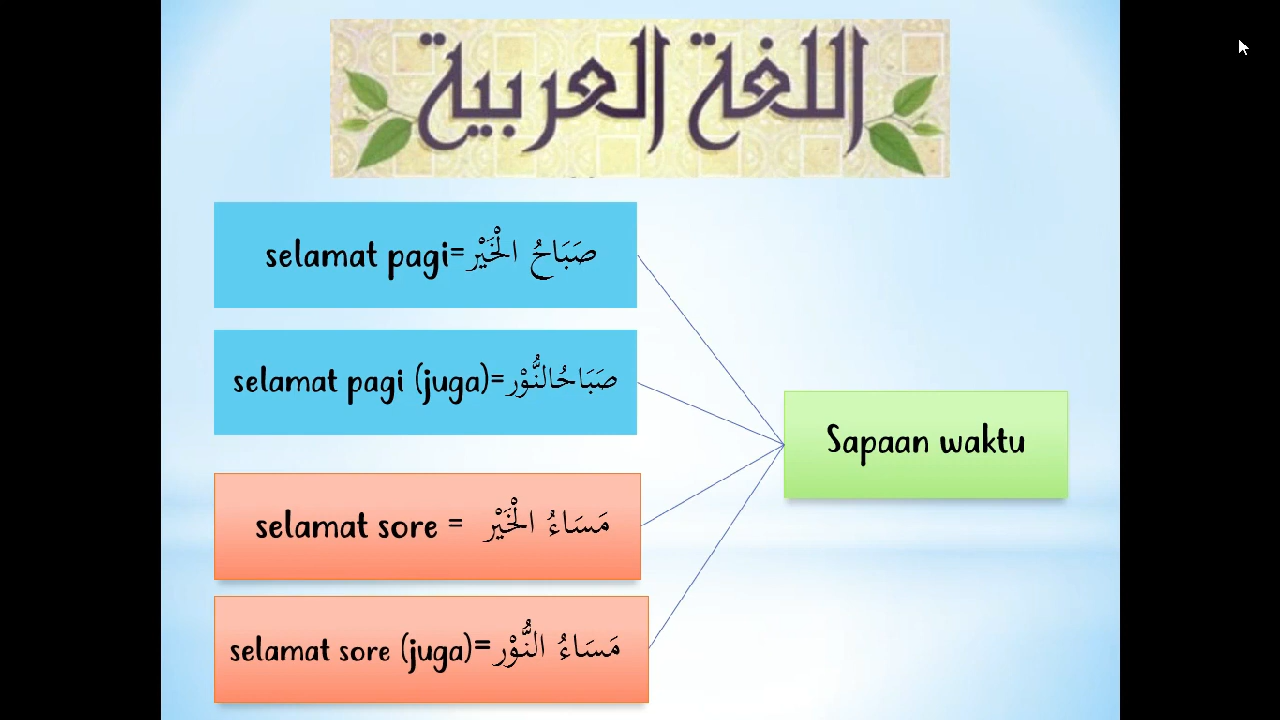 اللغة العربية
selamat pagi=صَبَاحُ الْخَيْر
selamat pagi (juga)=صَبَاحُالنُّوْر
Sapaan waktu
selamat sore = مَسَاءُ الْخَيْر
selamat sore (juga)=مَسَاءُ النُّوْر